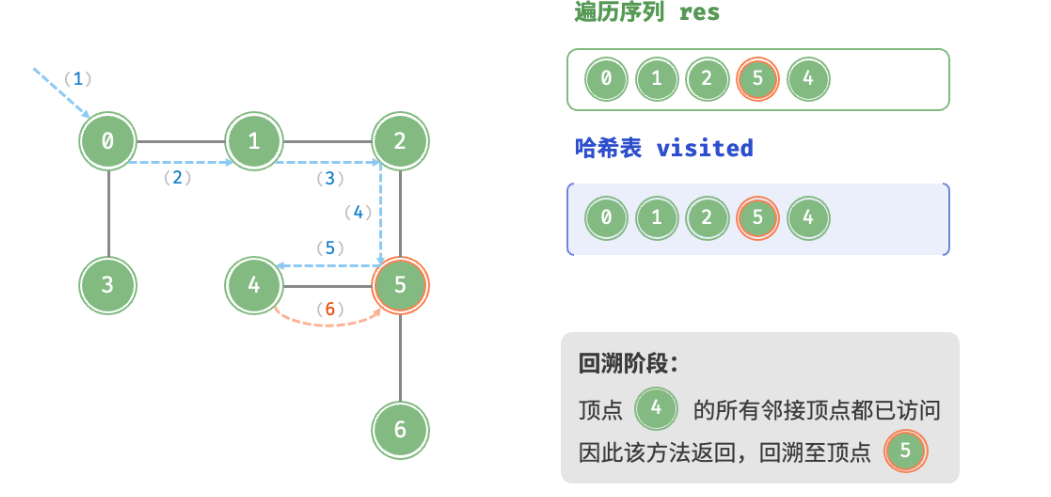 遍历序列 res
0 1 2 5 4
哈希表 visited
0 1 2 5 4
(1)
0 1 2
(2) (3)
(4)
(5)
3 4 5
(6)
6
回溯阶段：
顶点 4 的所有邻接顶点都已访问
因此该方法返回，回溯至顶点 5